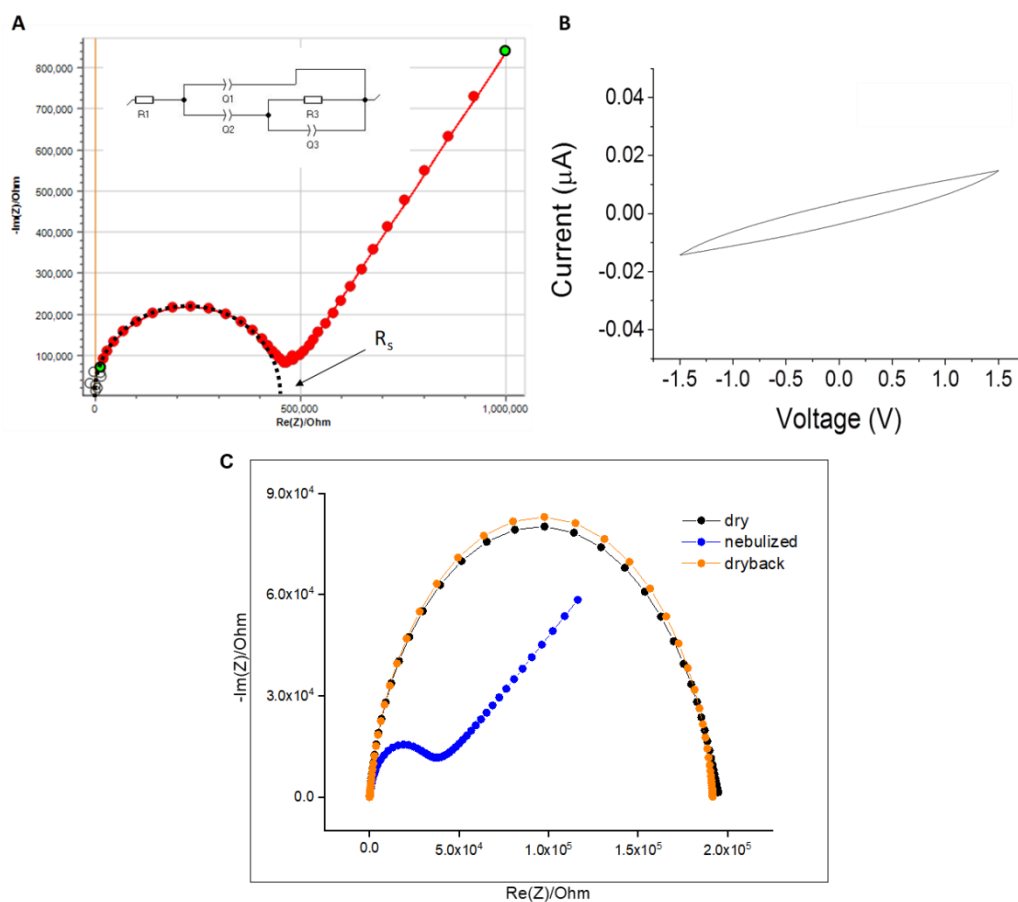 A
800,000
700,000
600,000
500,000
400,000
300,000
200,000
100,000
-Im(Z)/Ohm
R1
Q1
Q2
R3
Q3
Rs
0
500,000
1,000,000
Re(Z)/Ohm
B
0.04
0.02
0.00
-0.02
-0.04
Current (μA)
-1.5 -1.0 -0.5 0.0 0.5 1.0 1.5
Voltage (V)
C
9.0x10⁴
6.0x10⁴
3.0x10⁴
0.0
-Im(Z)/Ohm
dry
nebulized
dryback
0.0 5.0x10⁴ 1.0x10⁵ 1.5x10⁵ 2.0x10⁵
Re(Z)/Ohm